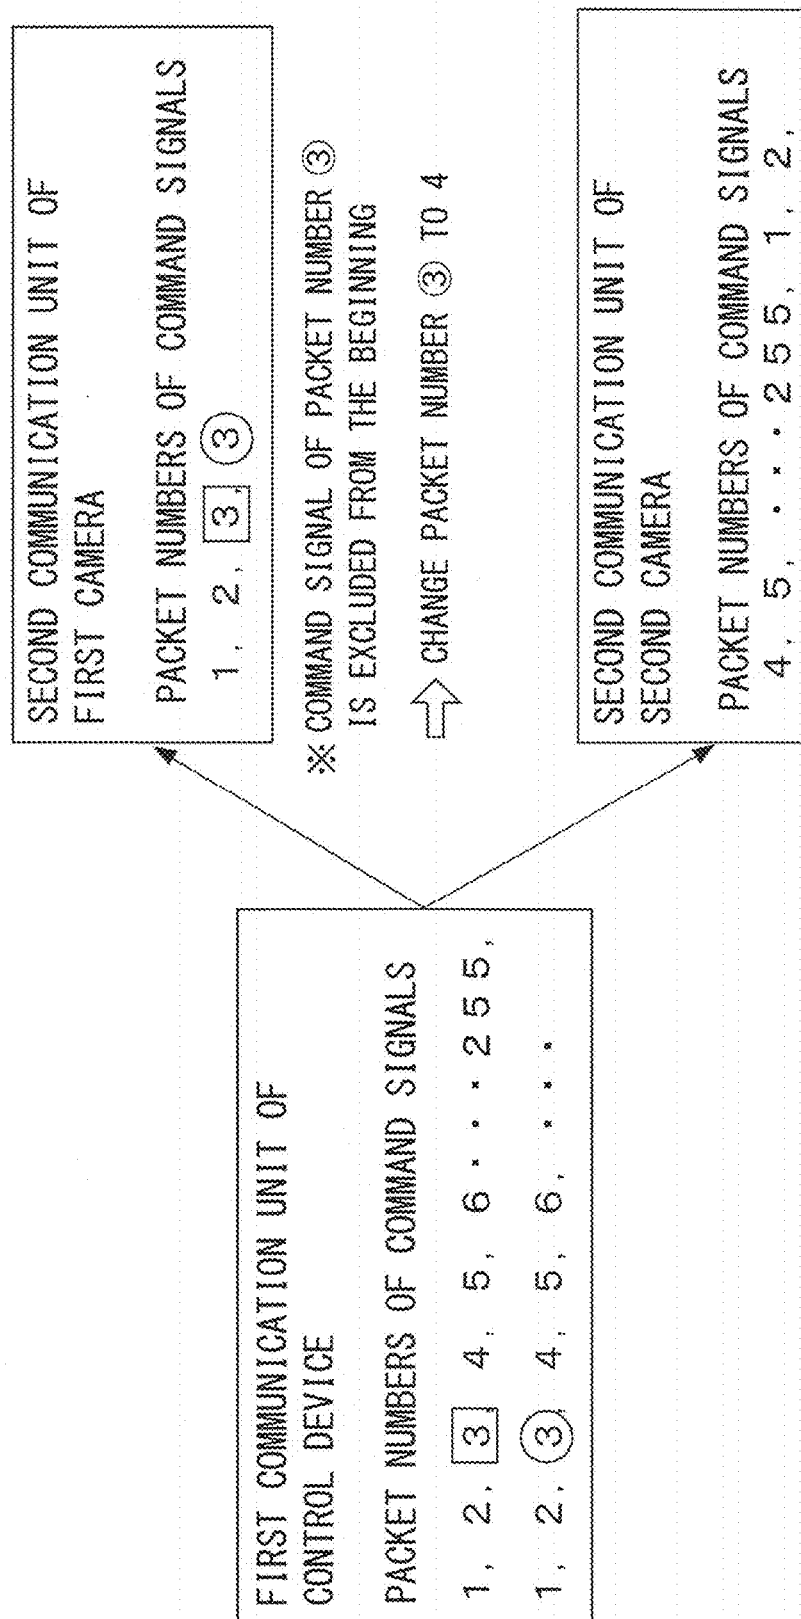 FIRST COMMUNICATION UNIT OF
CONTROL DEVICE
PACKET NUMBERS OF COMMAND SIGNALS
1, 2, 3, 4, 5, 6 ・・・255,
1, 2, ③, 4, 5, 6, ・・・
SECOND COMMUNICATION UNIT OF
FIRST CAMERA
PACKET NUMBERS OF COMMAND SIGNALS
1, 2, 3, ③
※ COMMAND SIGNAL OF PACKET NUMBER ③
IS EXCLUDED FROM THE BEGINNING
⇨ CHANGE PACKET NUMBER ③ TO 4
SECOND COMMUNICATION UNIT OF
SECOND CAMERA
PACKET NUMBERS OF COMMAND SIGNALS
4, 5, ・・・255, 1, 2,